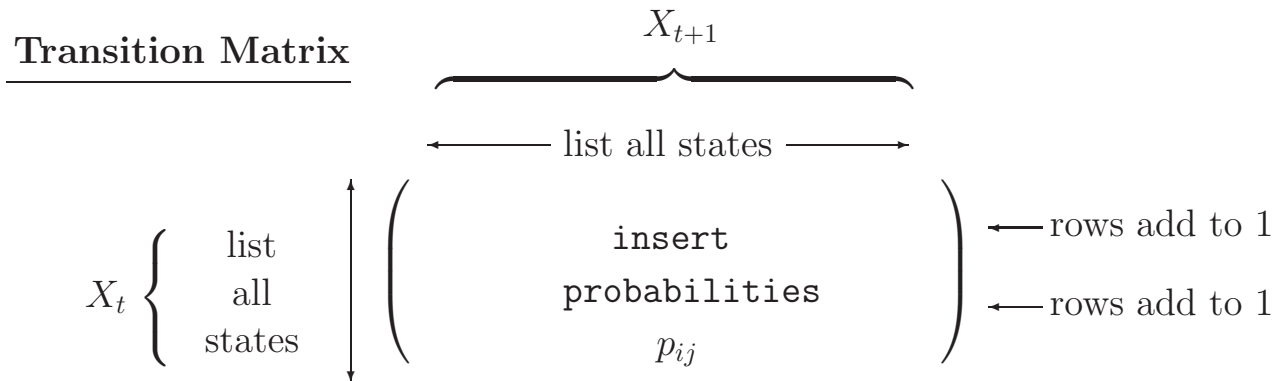 Transition Matrix
X_{t+1}
list all states
insert
rows add to 1
list
X_t { all
probabilities
rows add to 1
states
p_{ij}